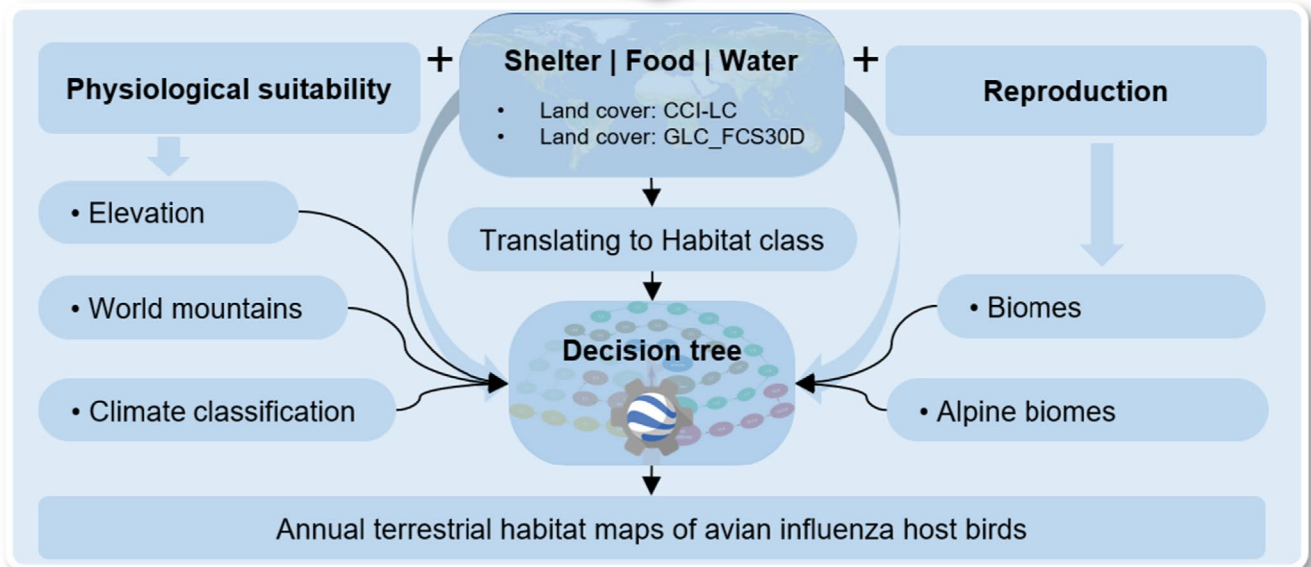 Physiological suitability
+
Shelter | Food | Water
+
Reproduction
• Land cover: CCI-LC
• Land cover: GLC_FCS30D
• Elevation
Translating to Habitat class
• World mountains
• Biomes
Decision tree
• Climate classification
• Alpine biomes
Annual terrestrial habitat maps of avian influenza host birds